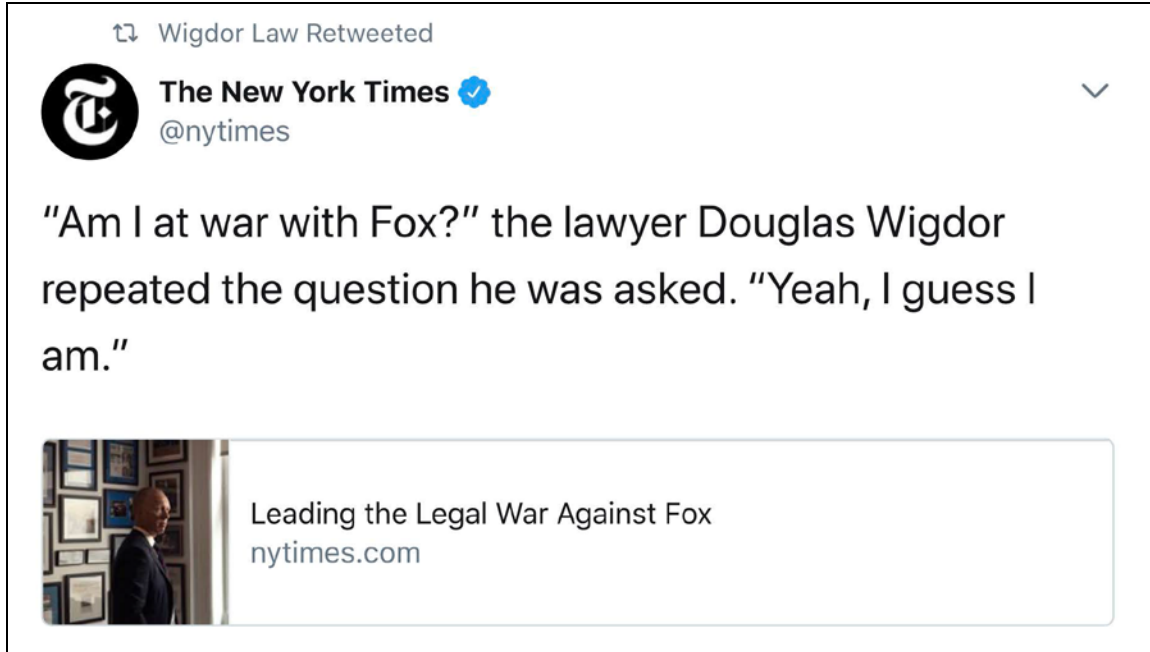 Wigdor Law Retweeted
The New York Times
@nytimes
“Am I at war with Fox?” the lawyer Douglas Wigdor
repeated the question he was asked. “Yeah, I guess I
am.”
Leading the Legal War Against Fox
nytimes.com